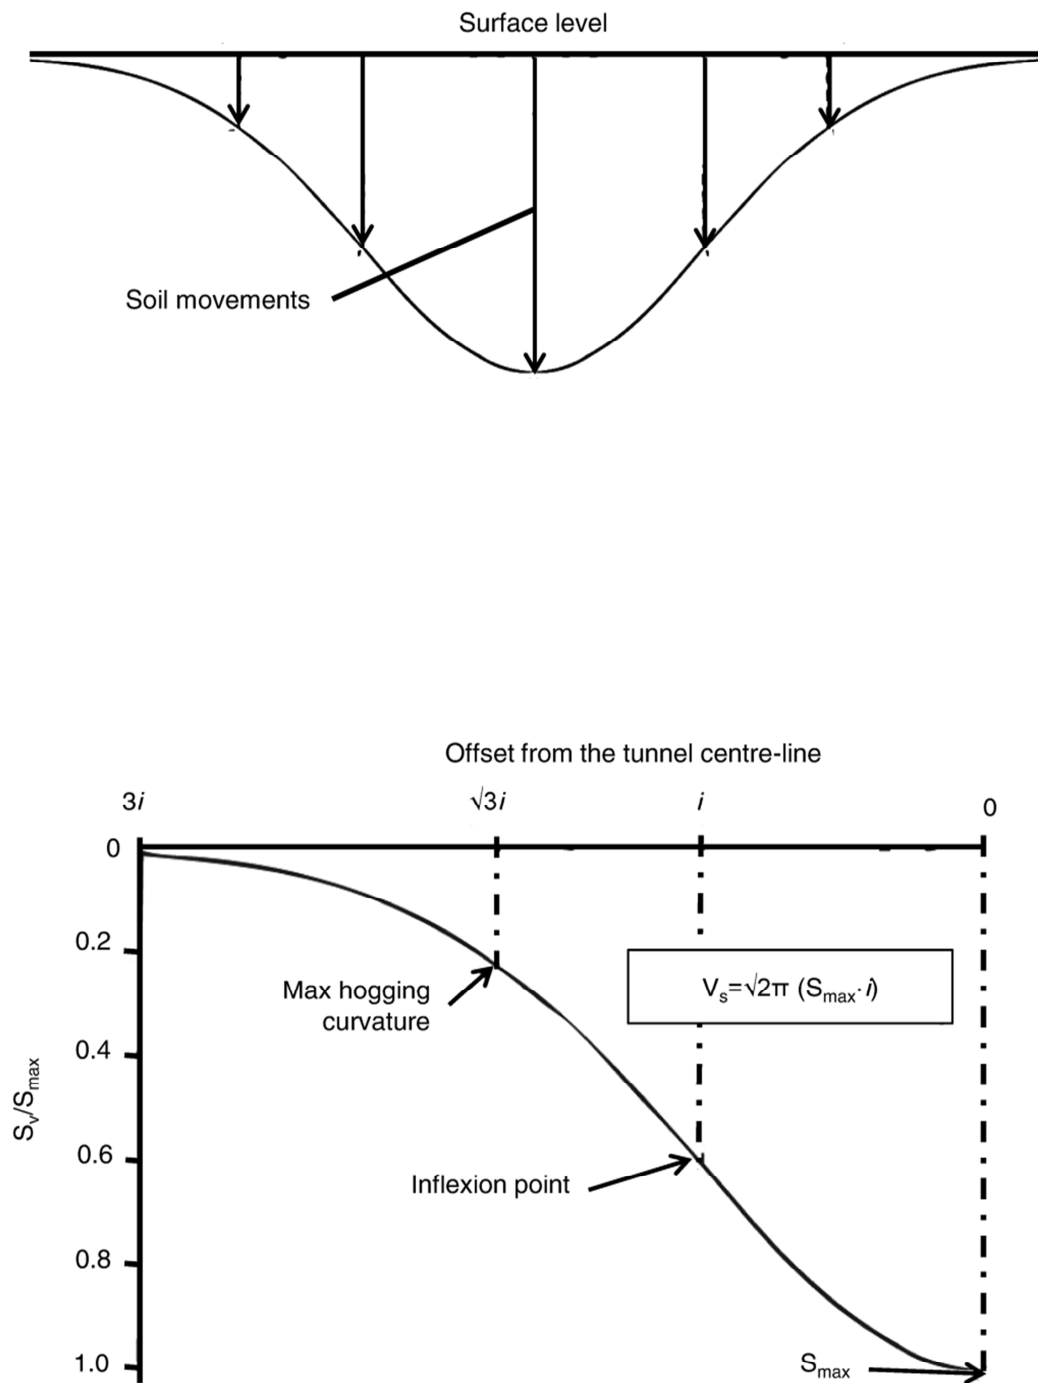 Surface level
Soil movements
Offset from the tunnel centre-line
3i
√3i
i
0
0
0.2
0.4
0.6
0.8
1.0
Sv/Smax
Max hogging
curvature
Vs=√2π (Smax·i)
Inflexion point
Smax